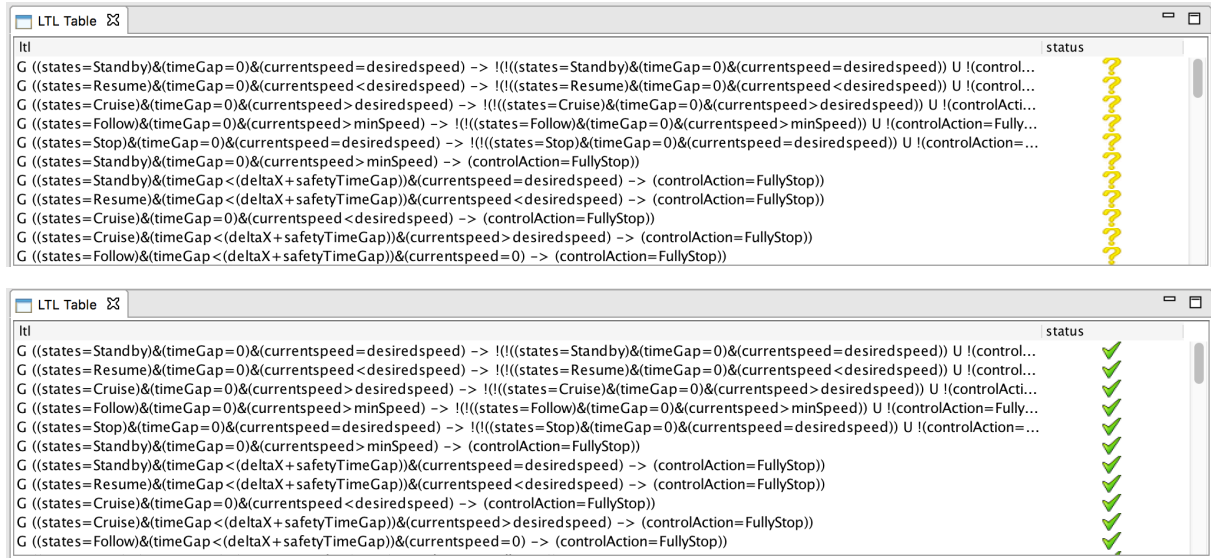 LTL Table
ltl status
G ((states=Standby)&(timeGap=0)&(currentspeed=desiredspeed) -> !(!((states=Standby)&(timeGap=0)&(currentspeed=desiredspeed)) U !(control...
G ((states=Resume)&(timeGap=0)&(currentspeed<desiredspeed) -> !(!((states=Resume)&(timeGap=0)&(currentspeed<desiredspeed)) U !(control...
G ((states=Cruise)&(timeGap=0)&(currentspeed>desiredspeed) -> !(!((states=Cruise)&(timeGap=0)&(currentspeed>desiredspeed)) U !(controlActi...
G ((states=Follow)&(timeGap=0)&(currentspeed>minSpeed) -> !(!((states=Follow)&(timeGap=0)&(currentspeed>minSpeed)) U !(controlAction=Fully...
G ((states=Stop)&(timeGap=0)&(currentspeed=desiredspeed) -> !(!((states=Stop)&(timeGap=0)&(currentspeed=desiredspeed)) U !(controlAction=...
G ((states=Standby)&(timeGap=0)&(currentspeed>minSpeed) -> (controlAction=FullyStop))
G ((states=Standby)&(timeGap<(deltaX+safetyTimeGap))&(currentspeed=desiredspeed) -> (controlAction=FullyStop))
G ((states=Resume)&(timeGap<(deltaX+safetyTimeGap))&(currentspeed<desiredspeed) -> (controlAction=FullyStop))
G ((states=Cruise)&(timeGap=0)&(currentspeed<desiredspeed) -> (controlAction=FullyStop))
G ((states=Cruise)&(timeGap<(deltaX+safetyTimeGap))&(currentspeed>desiredspeed) -> (controlAction=FullyStop))
G ((states=Follow)&(timeGap<(deltaX+safetyTimeGap))&(currentspeed=0) -> (controlAction=FullyStop))
LTL Table
ltl status
G ((states=Standby)&(timeGap=0)&(currentspeed=desiredspeed) -> !(!((states=Standby)&(timeGap=0)&(currentspeed=desiredspeed)) U !(control...
G ((states=Resume)&(timeGap=0)&(currentspeed<desiredspeed) -> !(!((states=Resume)&(timeGap=0)&(currentspeed<desiredspeed)) U !(control...
G ((states=Cruise)&(timeGap=0)&(currentspeed>desiredspeed) -> !(!((states=Cruise)&(timeGap=0)&(currentspeed>desiredspeed)) U !(controlActi...
G ((states=Follow)&(timeGap=0)&(currentspeed>minSpeed) -> !(!((states=Follow)&(timeGap=0)&(currentspeed>minSpeed)) U !(controlAction=Fully...
G ((states=Stop)&(timeGap=0)&(currentspeed=desiredspeed) -> !(!((states=Stop)&(timeGap=0)&(currentspeed=desiredspeed)) U !(controlAction=...
G ((states=Standby)&(timeGap=0)&(currentspeed>minSpeed) -> (controlAction=FullyStop))
G ((states=Standby)&(timeGap<(deltaX+safetyTimeGap))&(currentspeed=desiredspeed) -> (controlAction=FullyStop))
G ((states=Resume)&(timeGap<(deltaX+safetyTimeGap))&(currentspeed<desiredspeed) -> (controlAction=FullyStop))
G ((states=Cruise)&(timeGap=0)&(currentspeed<desiredspeed) -> (controlAction=FullyStop))
G ((states=Cruise)&(timeGap<(deltaX+safetyTimeGap))&(currentspeed>desiredspeed) -> (controlAction=FullyStop))
G ((states=Follow)&(timeGap<(deltaX+safetyTimeGap))&(currentspeed=0) -> (controlAction=FullyStop))